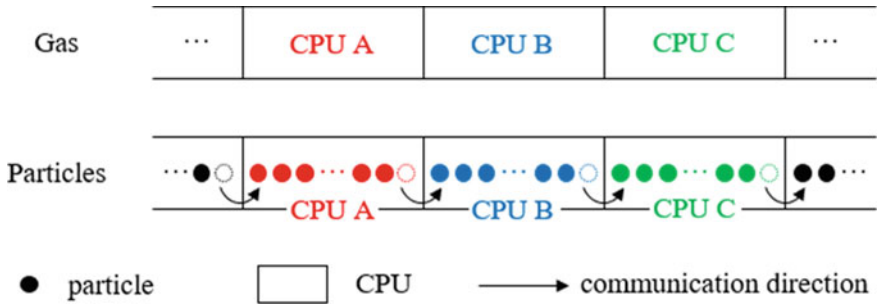 Gas ... CPU A CPU B CPU C ...
Particles ... ... ... ... ...
CPU A CPU B CPU C
particle CPU communication direction